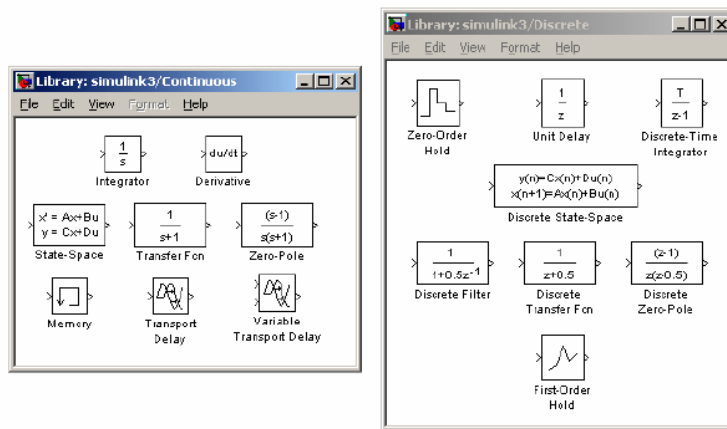 Library: simulink3/Continuous
File Edit View Format Help
1
s
Integrator
du/dt
Derivative
x' = Ax+Bu
y = Cx+Du
State-Space
1
s+1
Transfer Fcn
(s-1)
s(s+1)
Zero-Pole
Memory
Transport
Delay
Variable
Transport Delay
Library: simulink3/Discrete
File Edit View Format Help
Zero-Order
Hold
1
z
Unit Delay
T
z-1
Discrete-Time
Integrator
y(n)=Cx(n)+Du(n)
x(n+1)=Ax(n)+Bu(n)
Discrete State-Space
1
1+0.5z-1
Discrete Filter
1
z+0.5
Discrete
Transfer Fcn
(z-1)
z(z-0.5)
Discrete
Zero-Pole
First-Order
Hold